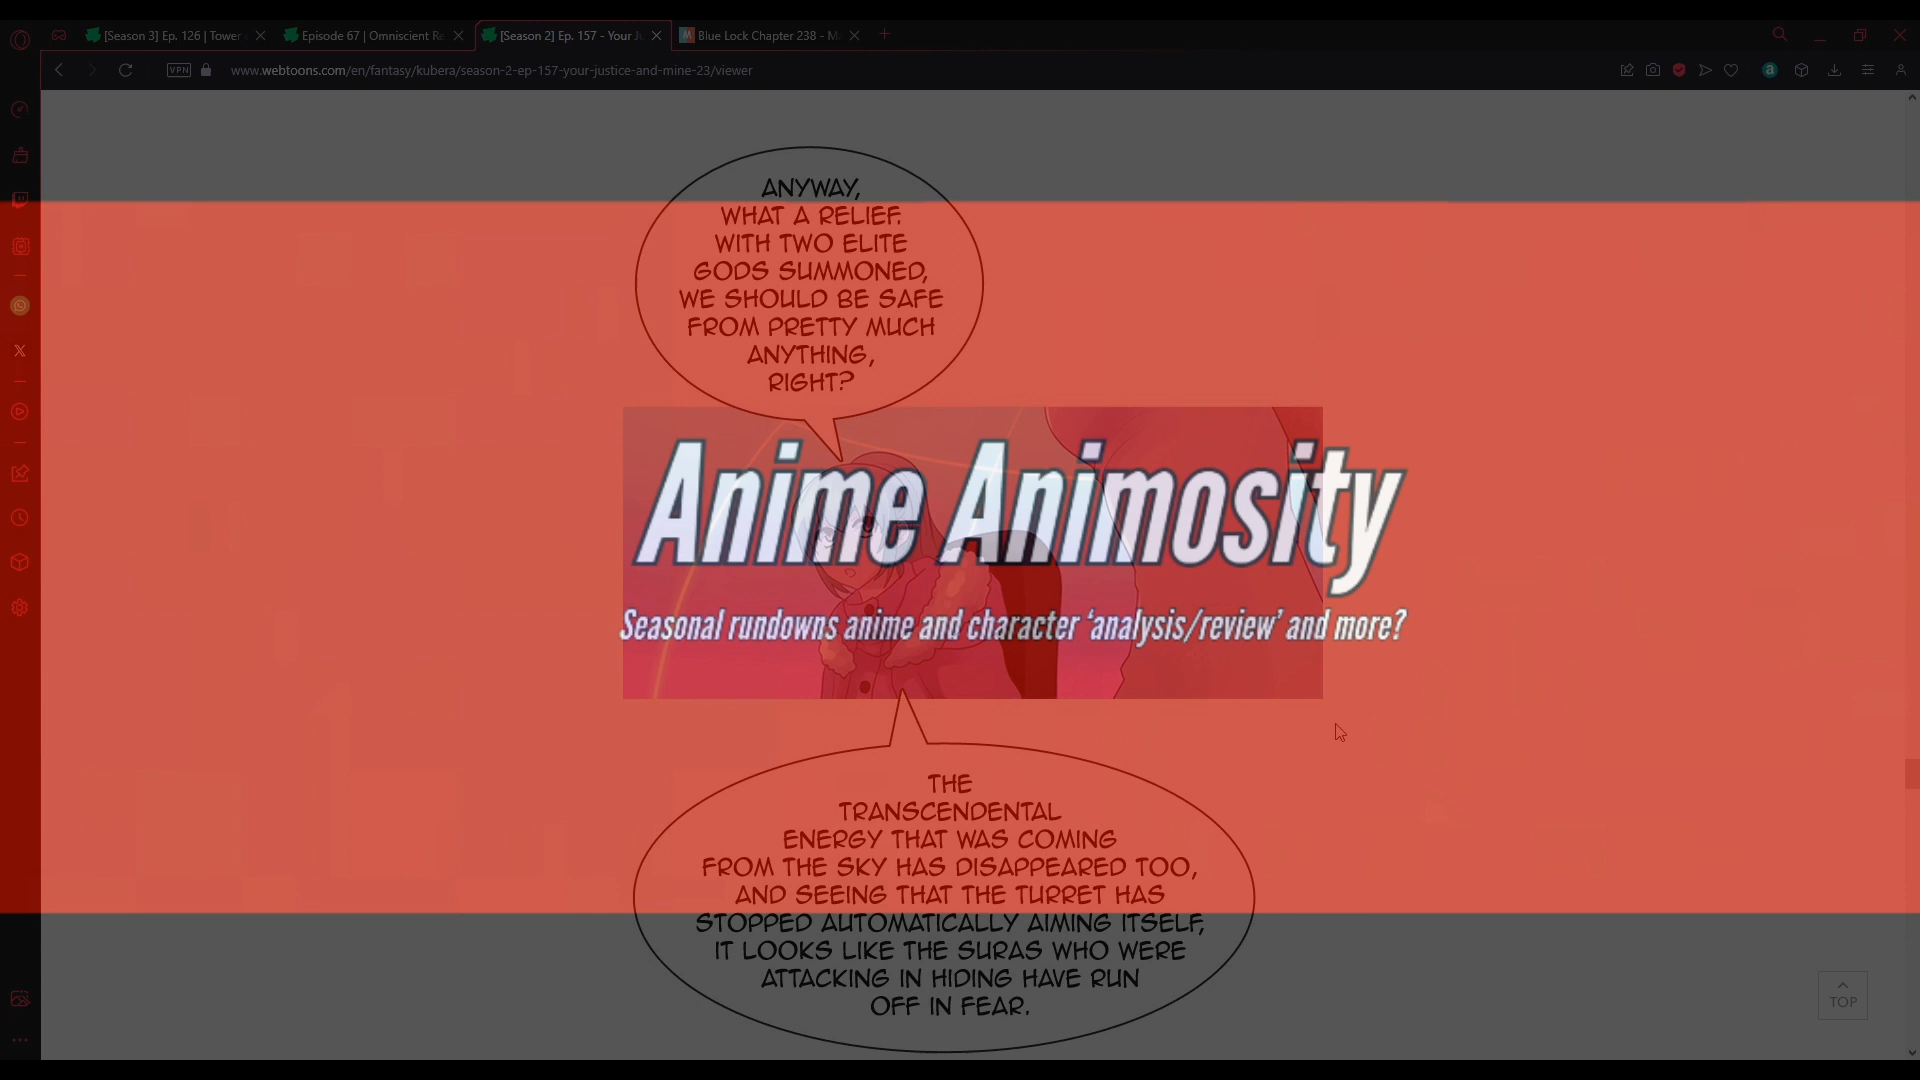 [Season 3] Ep. 126 | Tower
Episode 67 | Omniscient Re
[Season 2] Ep. 157 - Your Ju
M
Blue Lock Chapter 238 - M
VPN
www.webtoons.com/en/fantasy/kubera/season-2-ep-157-your-justice-and-mine-23/viewer
a
ANYWAY,
WHAT A RELIEF.
WITH TWO ELITE
GODS SUMMONED,
WE SHOULD BE SAFE
FROM PRETTY MUCH
ANYTHING,
RIGHT?
Anime Animosity
Seasonal rundowns anime and character ‘analysis/review’ and more?
THE
TRANSCENDENTAL
ENERGY THAT WAS COMING
FROM THE SKY HAS DISAPPEARED TOO,
AND SEEING THAT THE TURRET HAS
STOPPED AUTOMATICALLY AIMING ITSELF,
IT LOOKS LIKE THE SURAS WHO WERE
ATTACKING IN HIDING HAVE RUN
OFF IN FEAR.
TOP